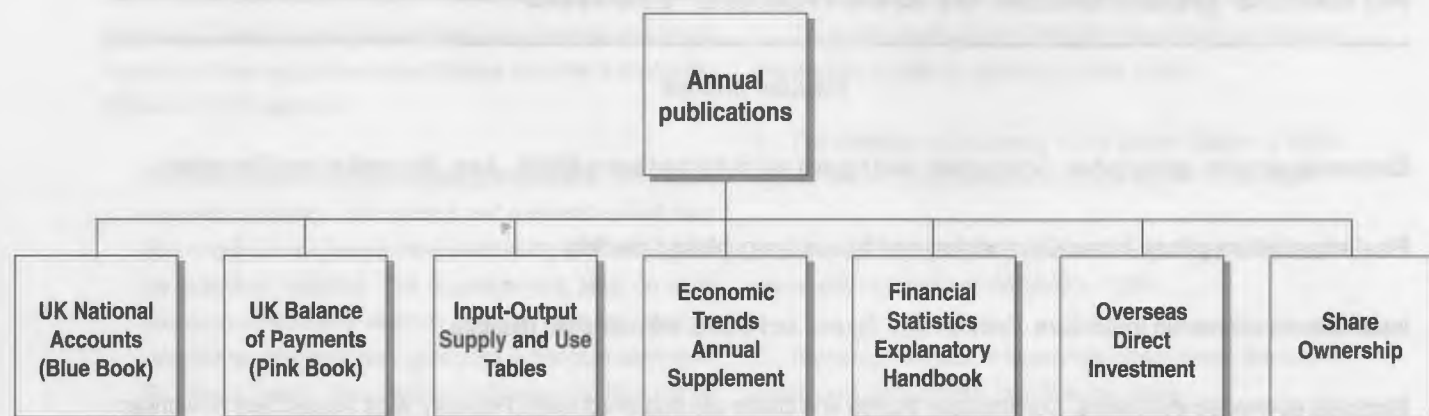 Annual
publications
UK National
Accounts
(Blue Book)
UK Balance
of Payments
(Pink Book)
Input-Output
Supply and Use
Tables
Economic
Trends
Annual
Supplement
Financial
Statistics
Explanatory
Handbook
Overseas
Direct
Investment
Share
Ownership